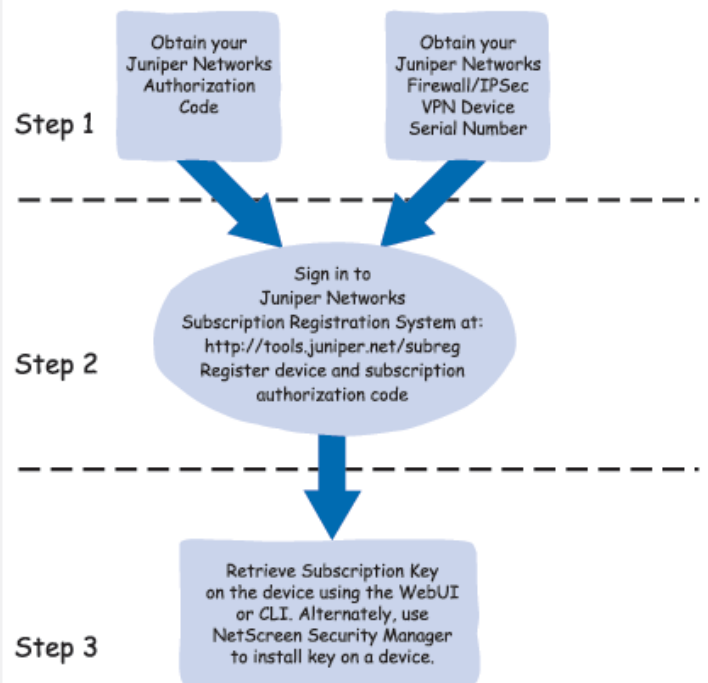 Step 1
Obtain your
Juniper Networks
Authorization
Code
Obtain your
Juniper Networks
Firewall/IPSec
VPN Device
Serial Number
Step 2
Sign in to
Juniper Networks
Subscription Registration System at:
http://tools.juniper.net/subreg
Register device and subscription
authorization code
Step 3
Retrieve Subscription Key
on the device using the WebUI
or CLI. Alternately, use
NetScreen Security Manager
to install key on a device.